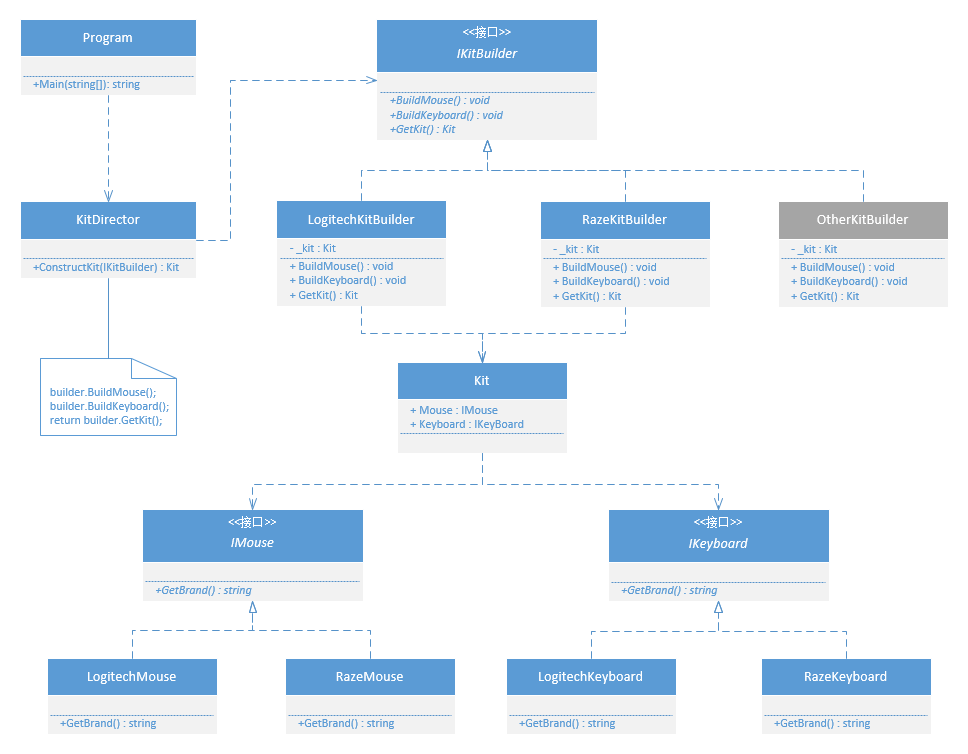 Program
+Main(string[]): string
<<接口>>
IKitBuilder
+BuildMouse() : void
+BuildKeyboard() : void
+GetKit() : Kit
KitDirector
+ConstructKit(IKitBuilder) : Kit
LogitechKitBuilder
- _kit : Kit
+ BuildMouse() : void
+ BuildKeyboard() : void
+ GetKit() : Kit
RazeKitBuilder
- _kit : Kit
+ BuildMouse() : void
+ BuildKeyboard() : void
+ GetKit() : Kit
OtherKitBuilder
- _kit : Kit
+ BuildMouse() : void
+ BuildKeyboard() : void
+ GetKit() : Kit
builder.BuildMouse();
builder.BuildKeyboard();
return builder.GetKit();
Kit
+ Mouse : IMouse
+ Keyboard : IKeyBoard
<<接口>>
IMouse
+GetBrand() : string
<<接口>>
IKeyboard
+GetBrand() : string
LogitechMouse
+GetBrand() : string
RazeMouse
+GetBrand() : string
LogitechKeyboard
+GetBrand() : string
RazeKeyboard
+GetBrand() : string